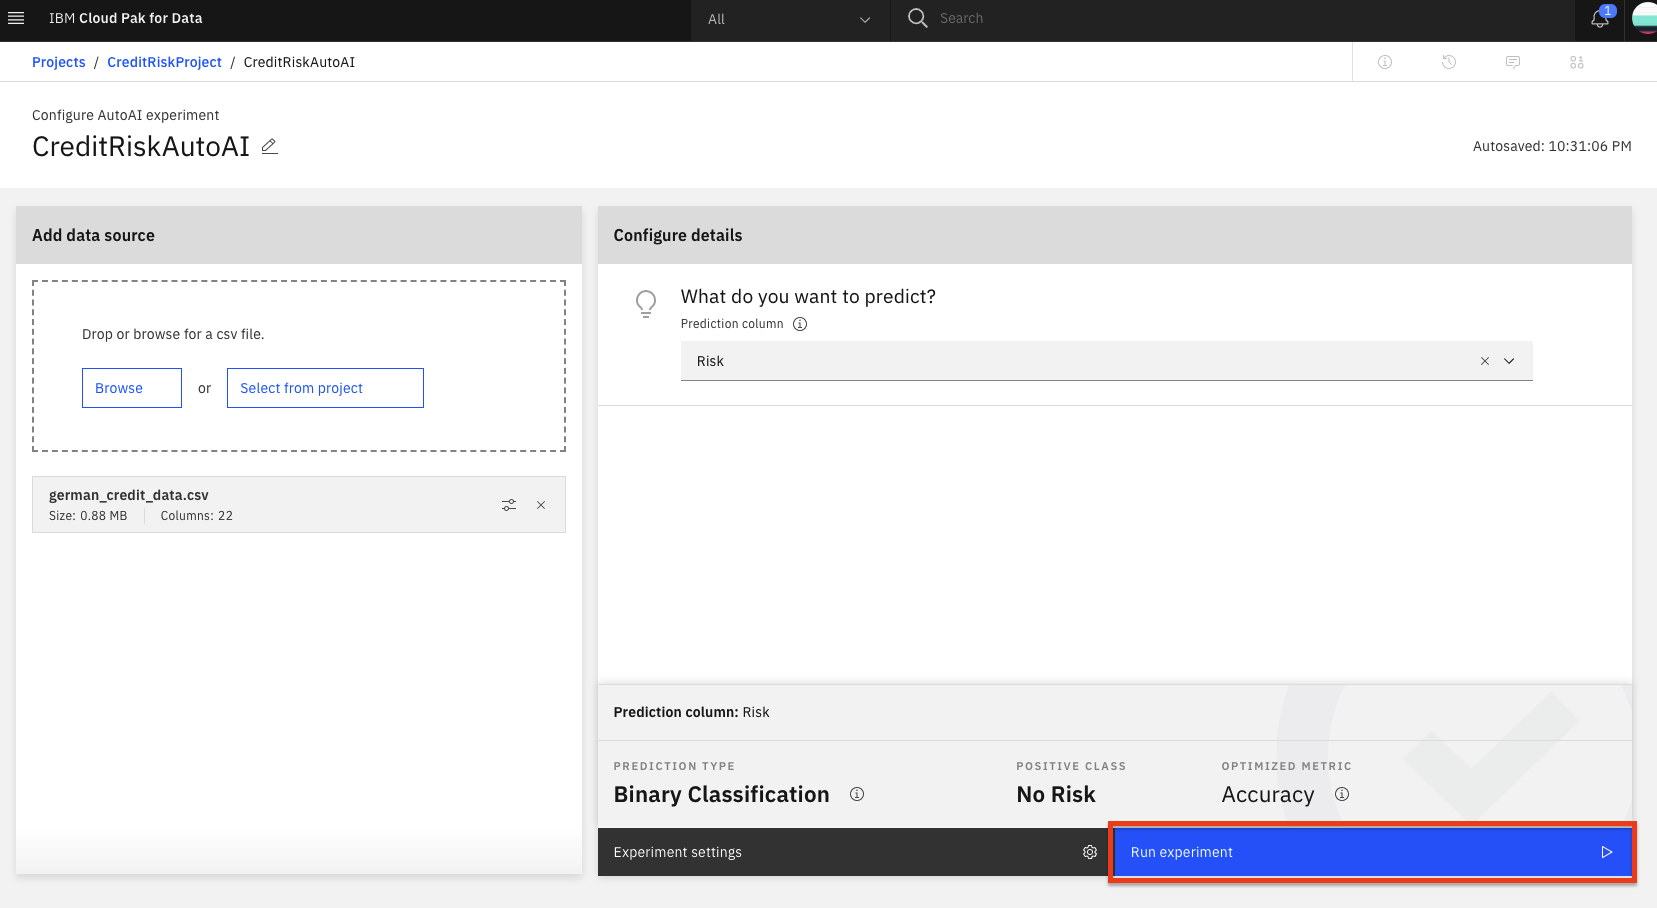 IBM Cloud Pak for Data
All
Search
1
Projects / CreditRiskProject / CreditRiskAutoAI
Configure AutoAI experiment
CreditRiskAutoAI
Autosaved: 10:31:06 PM
Add data source
Drop or browse for a csv file.
Browse or Select from project
german_credit_data.csv
Size: 0.88 MB Columns: 22
Configure details
What do you want to predict?
Prediction column
Risk
Prediction column: Risk
PREDICTION TYPE
Binary Classification
POSITIVE CLASS
No Risk
OPTIMIZED METRIC
Accuracy
Experiment settings
Run experiment